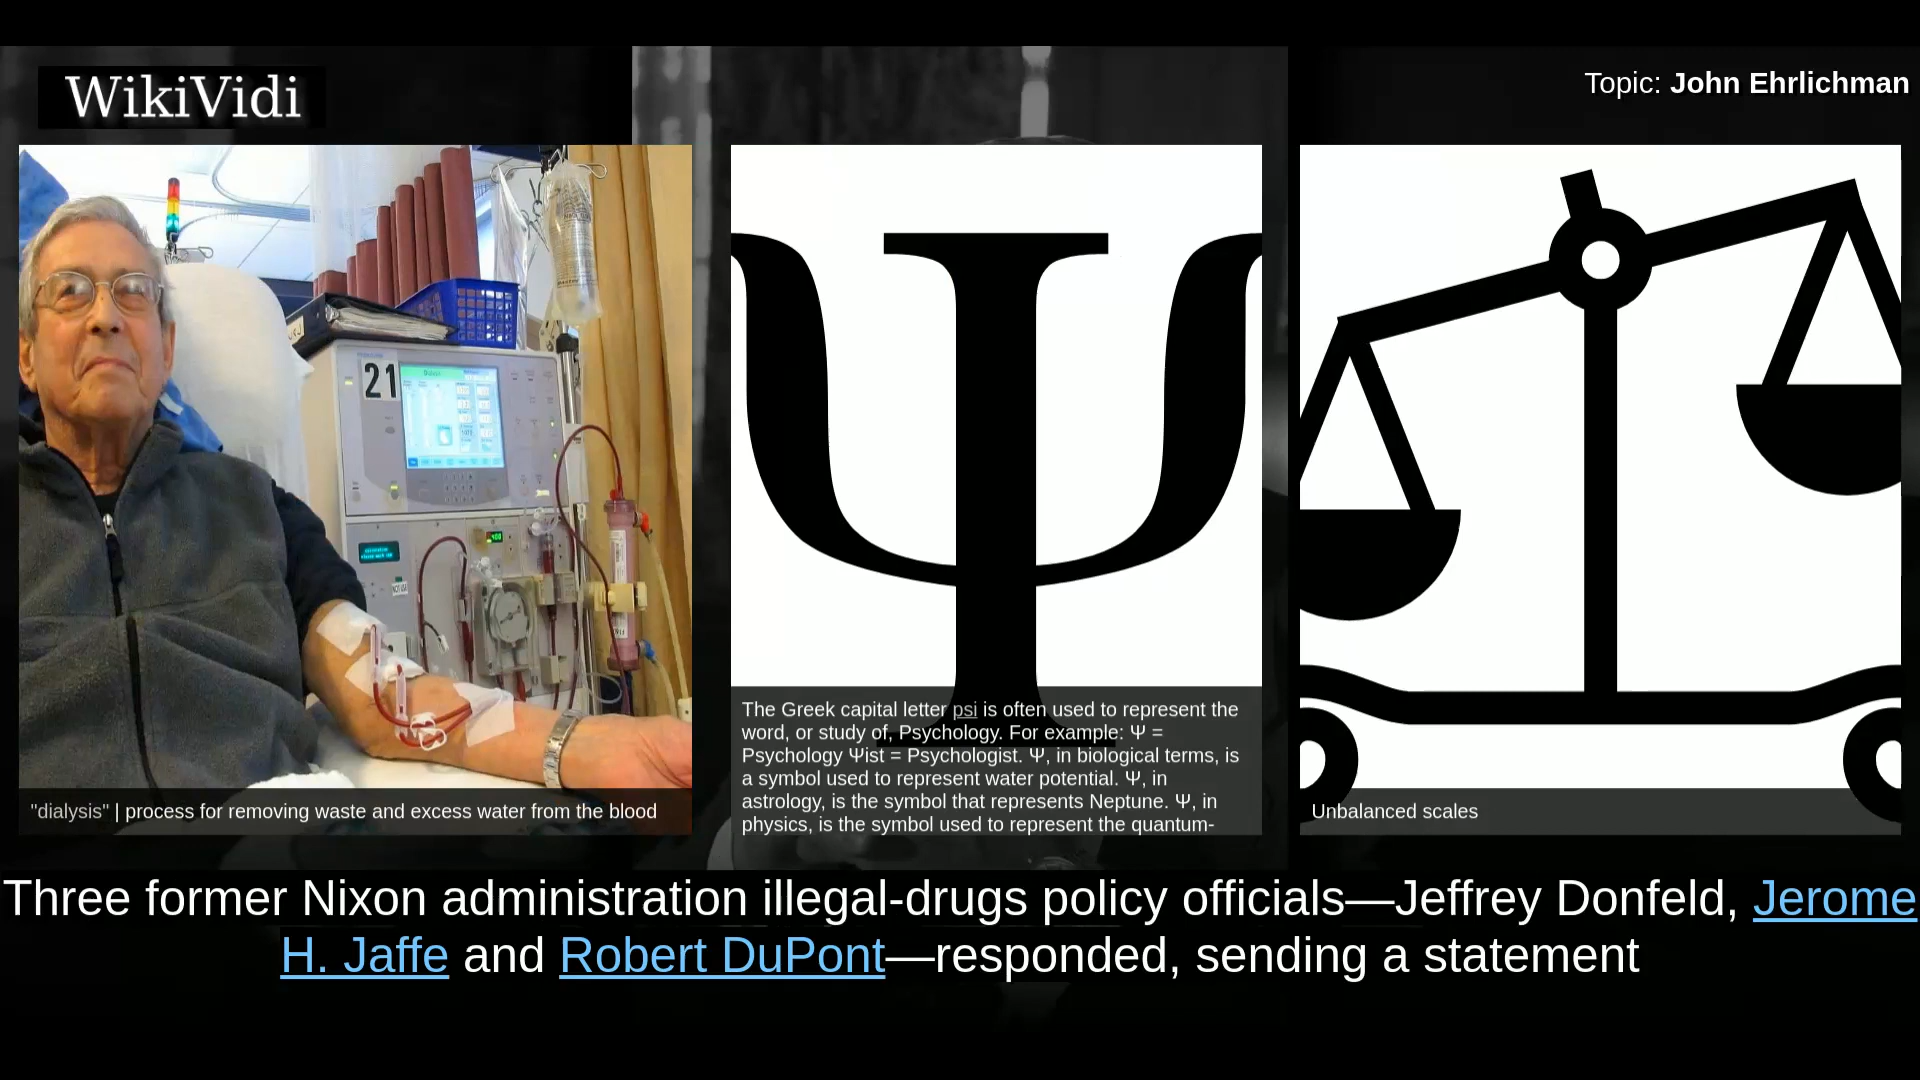 WikiVidi
Topic: John Ehrlichman
21
"dialysis" | process for removing waste and excess water from the blood
The Greek capital letter psi is often used to represent the
word, or study of, Psychology. For example: Ψ =
Psychology Ψist = Psychologist. Ψ, in biological terms, is
a symbol used to represent water potential. Ψ, in
astrology, is the symbol that represents Neptune. Ψ, in
physics, is the symbol used to represent the quantum-
Unbalanced scales
Three former Nixon administration illegal-drugs policy officials—Jeffrey Donfeld, Jerome
H. Jaffe and Robert DuPont—responded, sending a statement